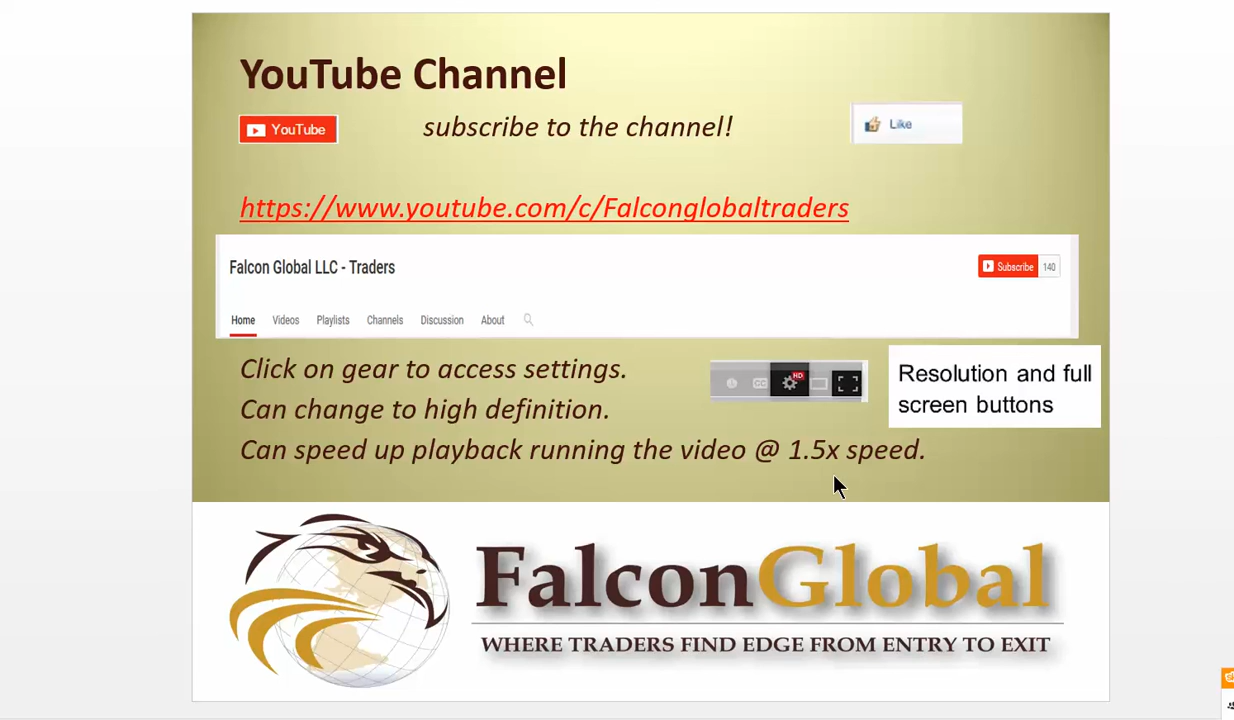 YouTube Channel
YouTube subscribe to the channel! Like
https://www.youtube.com/c/Falconglobaltraders
Falcon Global LLC - Traders
Subscribe 140
Home Videos Playlists Channels Discussion About
Click on gear to access settings.
CC HD
Resolution and full
screen buttons
Can change to high definition.
Can speed up playback running the video @ 1.5x speed.
FalconGlobal
WHERE TRADERS FIND EDGE FROM ENTRY TO EXIT